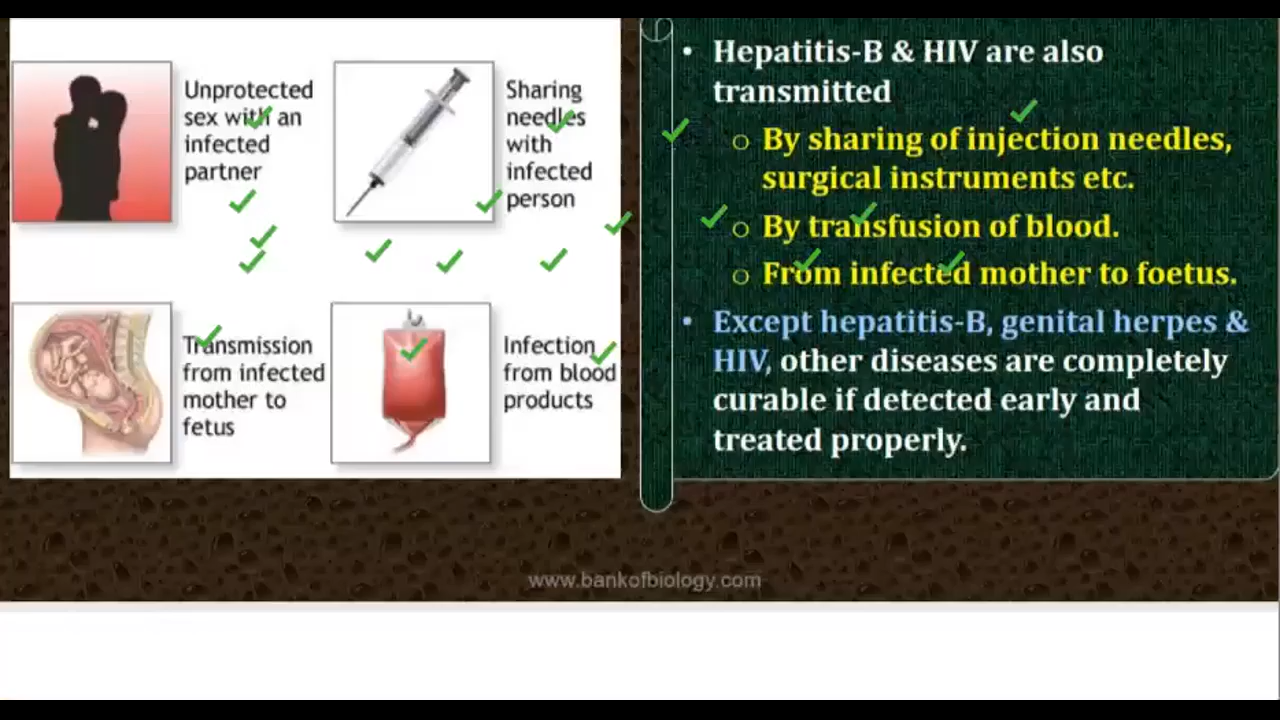 Unprotected
sex with an
infected
partner
Sharing
needles
with
infected
person
Transmission
from infected
mother to
fetus
Infection
from blood
products
• Hepatitis-B & HIV are also
transmitted
o By sharing of injection needles,
surgical instruments etc.
o By transfusion of blood.
o From infected mother to foetus.
• Except hepatitis-B, genital herpes &
HIV, other diseases are completely
curable if detected early and
treated properly.
www.bankofbiology.com